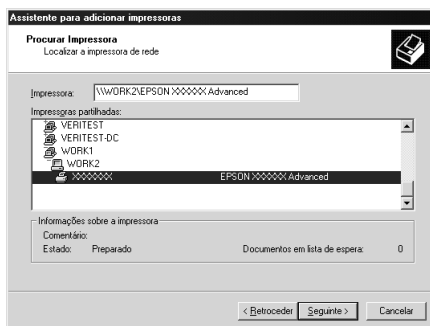 Assistente para adicionar impressoras
Procurar Impressora
Localizar a impressora de rede
Impressora: \\WORK2\EPSON XXXXXX Advanced
Impressoras partilhadas:
VERITEST
VERITEST-DC
WORK1
WORK2
XXXXXXX EPSON XXXXXX Advanced
Informações sobre a impressora
Comentário:
Estado: Preparado Documentos em lista de espera: 0
< Retroceder Seguinte > Cancelar